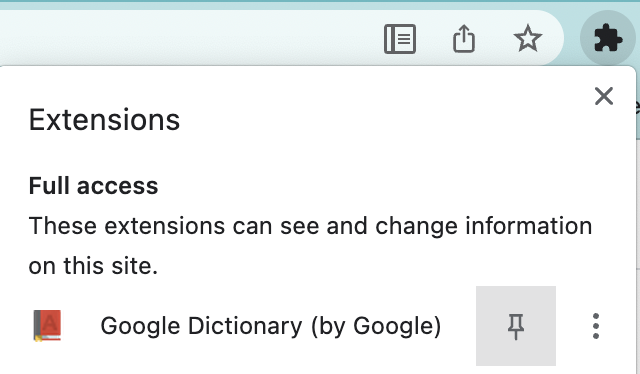 Extensions
Full access
These extensions can see and change information
on this site.
Google Dictionary (by Google)